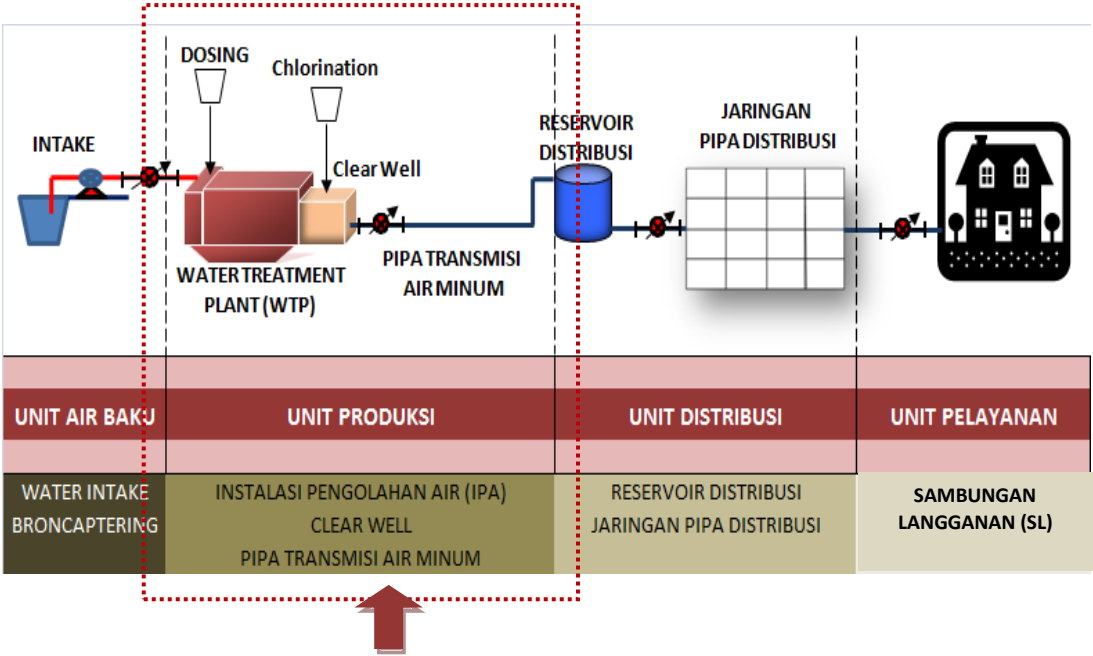 DOSING
Chlorination
INTAKE
Clear Well
WATER TREATMENT
PLANT (WTP)
PIPA TRANSMISI
AIR MINUM
RESERVOIR
DISTRIBUSI
JARINGAN
PIPA DISTRIBUSI
UNIT AIR BAKU
UNIT PRODUKSI
UNIT DISTRIBUSI
UNIT PELAYANAN
WATER INTAKE
BRONCAPTERING
INSTALASI PENGOLAHAN AIR (IPA)
CLEAR WELL
PIPA TRANSMISI AIR MINUM
RESERVOIR DISTRIBUSI
JARINGAN PIPA DISTRIBUSI
SAMBUNGAN
LANGGANAN (SL)